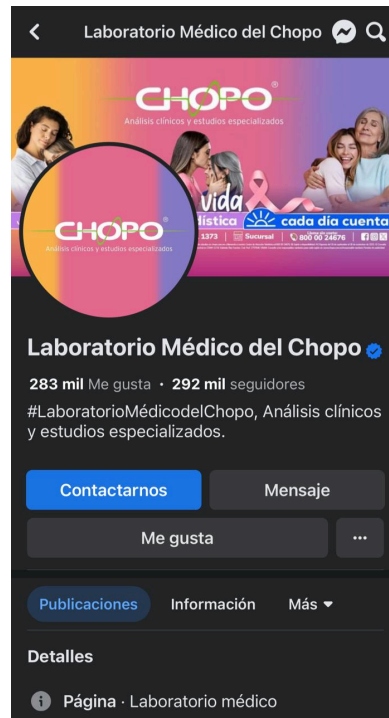 Laboratorio Médico del Chopo
CHOPO®
Análisis clínicos y estudios especializados
vida
cada día cuenta
1373 | Sucursal | 800 00 24676
CHOPO
Análisis clínicos y estudios especializados
Laboratorio Médico del Chopo
283 mil Me gusta · 292 mil seguidores
#LaboratorioMédicodelChopo, Análisis clínicos
y estudios especializados.
Contactarnos
Mensaje
Me gusta
Publicaciones
Información
Más
Detalles
Página · Laboratorio médico